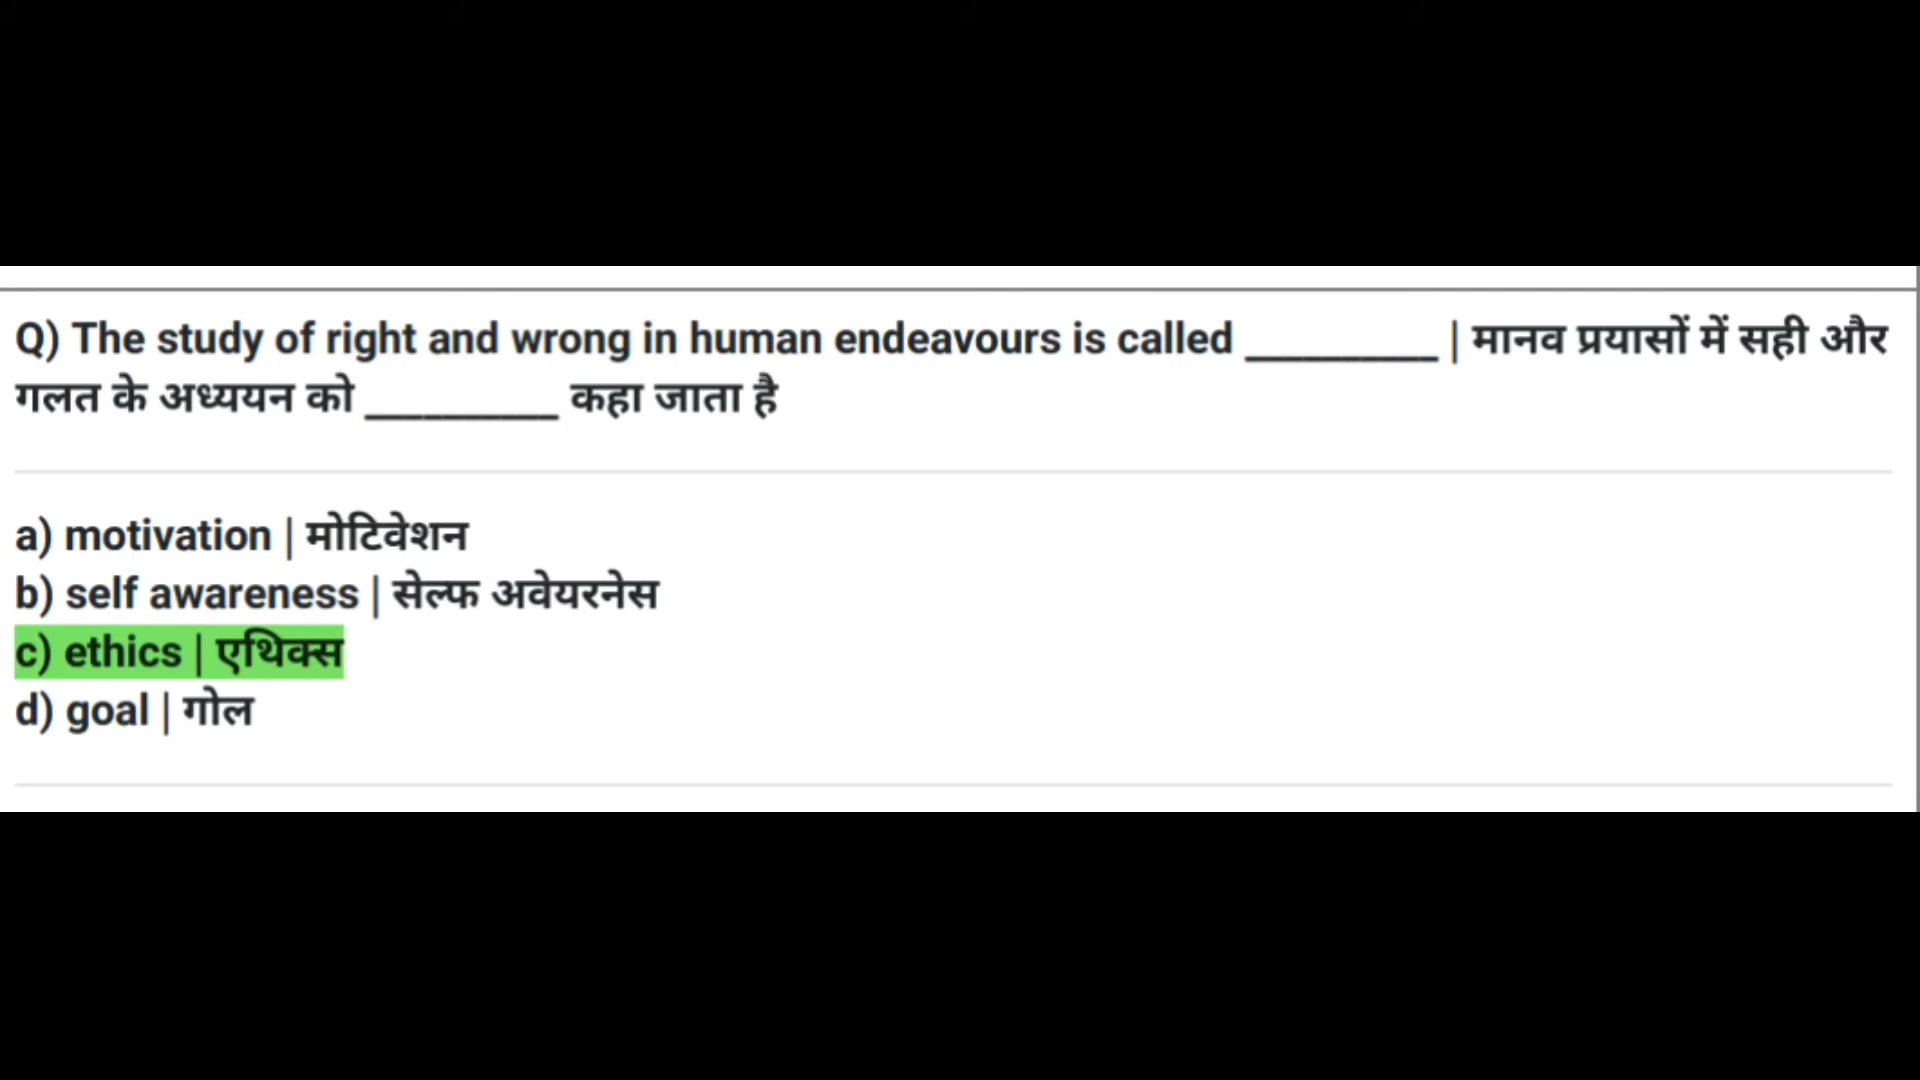 Q) The study of right and wrong in human endeavours is called __________ | मानव प्रयासों में सही और
गलत के अध्ययन को __________ कहा जाता है
a) motivation | मोटिवेशन
b) self awareness | सेल्फ अवेयरनेस
c) ethics | एथिक्स
d) goal | गोल